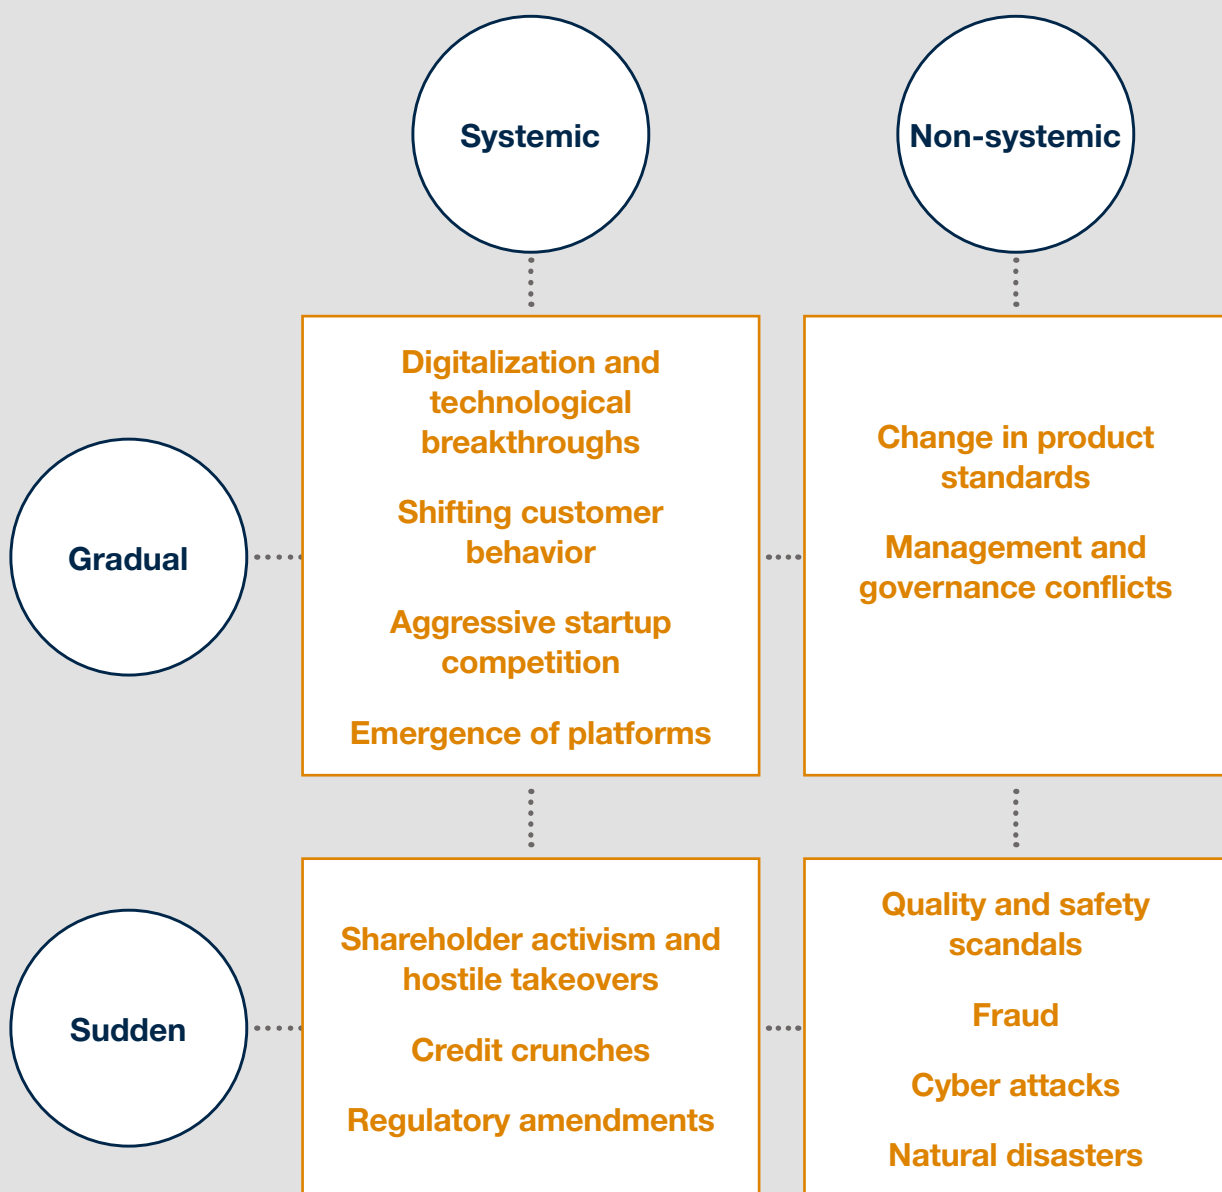 Systemic
Non-systemic
Gradual
Digitalization and
technological
breakthroughs
Shifting customer
behavior
Aggressive startup
competition
Emergence of platforms
Change in product
standards
Management and
governance conflicts
Sudden
Shareholder activism and
hostile takeovers
Credit crunches
Regulatory amendments
Quality and safety
scandals
Fraud
Cyber attacks
Natural disasters